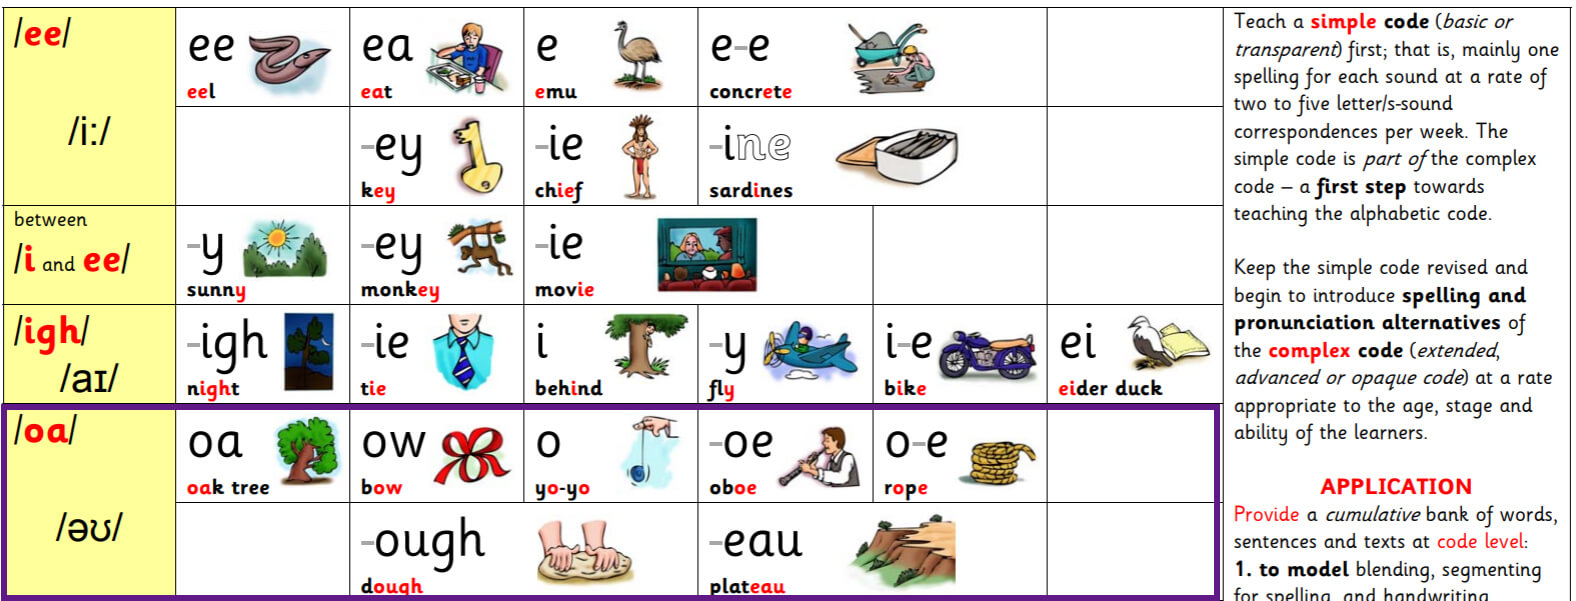 /ee/
/i:/
ee
eel
ea
eat
e
emu
e-e
concrete
-ey
key
-ie
chief
-ine
sardines
between
/i and ee/
-y
sunny
-ey
monkey
-ie
movie
/igh/
/aɪ/
-igh
night
-ie
tie
i
behind
-y
fly
i-e
bike
ei
eider duck
/oa/
/əʊ/
oa
oak tree
ow
bow
o
yo-yo
-oe
oboe
o-e
rope
-ough
dough
-eau
plateau
Teach a simple code (basic or
transparent) first; that is, mainly one
spelling for each sound at a rate of
two to five letter/s-sound
correspondences per week. The
simple code is part of the complex
code – a first step towards
teaching the alphabetic code.
Keep the simple code revised and
begin to introduce spelling and
pronunciation alternatives of
the complex code (extended,
advanced or opaque code) at a rate
appropriate to the age, stage and
ability of the learners.
APPLICATION
Provide a cumulative bank of words,
sentences and texts at code level:
1. to model blending, segmenting
for spelling, and handwriting